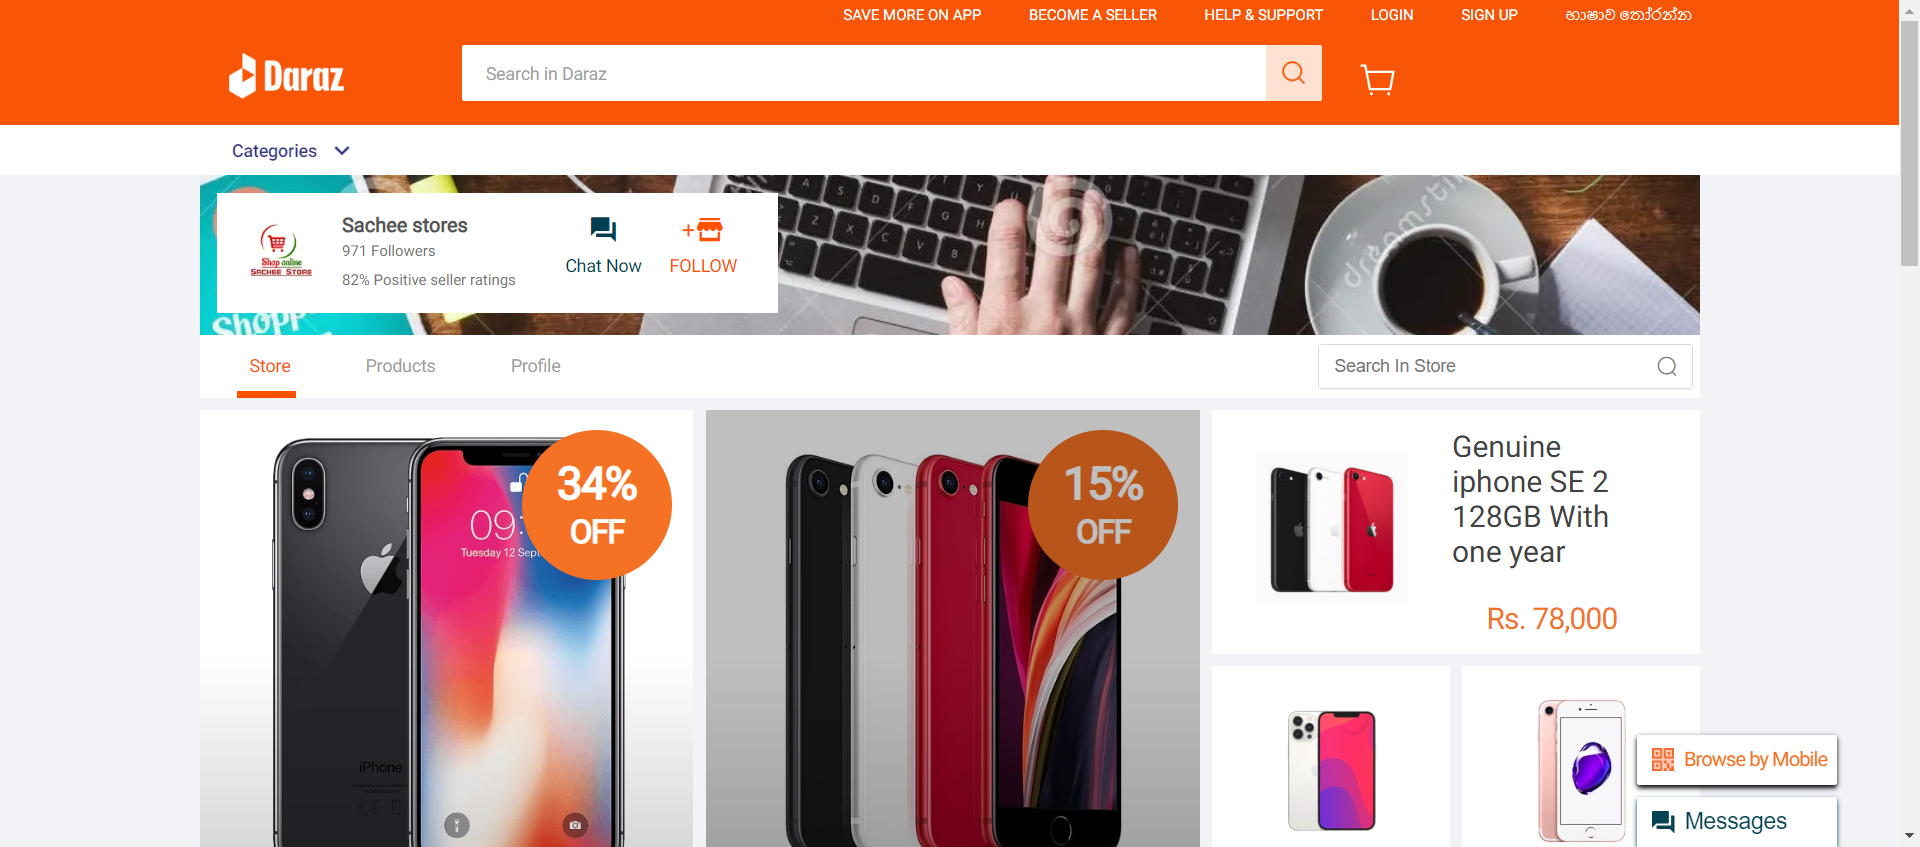 SAVE MORE ON APP
BECOME A SELLER
HELP & SUPPORT
LOGIN
SIGN UP
භාෂාව තෝරන්න
Daraz
Search in Daraz
Categories
Sachee stores
971 Followers
82% Positive seller ratings
Shop online
SACHEE STORE
Chat Now
+
FOLLOW
dreamstime
Store
Products
Profile
Search In Store
34%
OFF
09:
Tuesday 12 Sept
iPhone
15%
OFF
Genuine
iphone SE 2
128GB With
one year
Rs. 78,000
Browse by Mobile
Messages